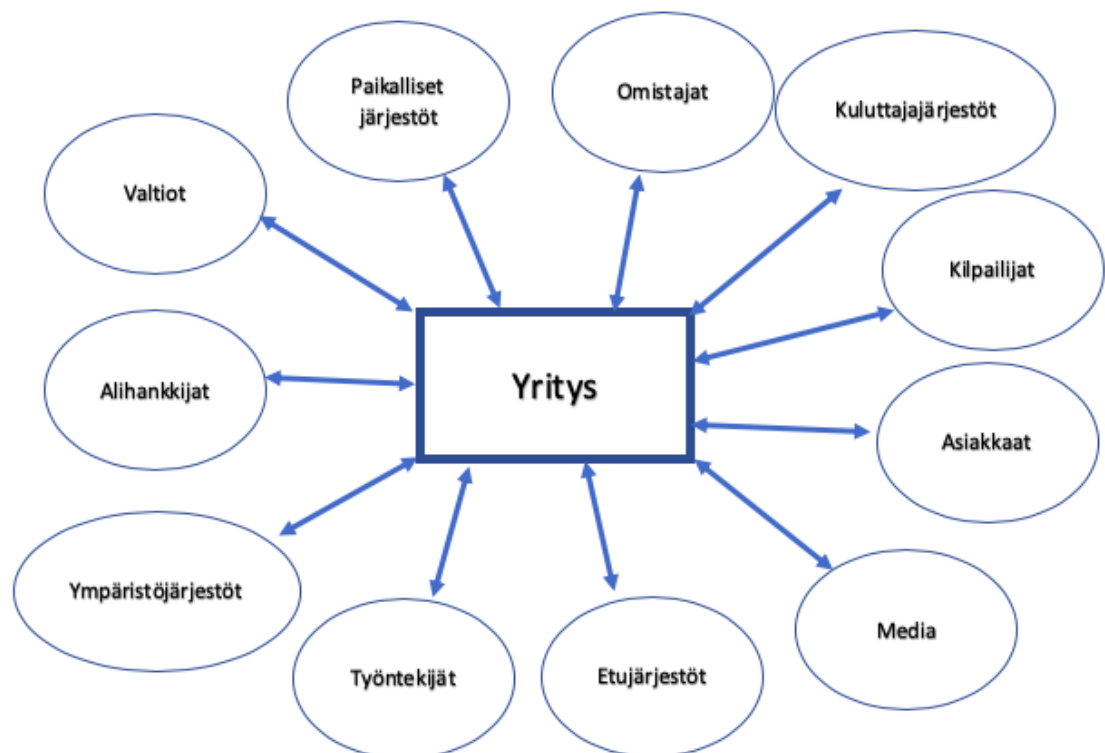 Paikalliset
järjestöt
Omistajat
Kuluttajajärjestöt
Valtiot
Kilpailijat
Alihankkijat
Yritys
Asiakkaat
Ympäristöjärjestöt
Työntekijät
Etujärjestöt
Media